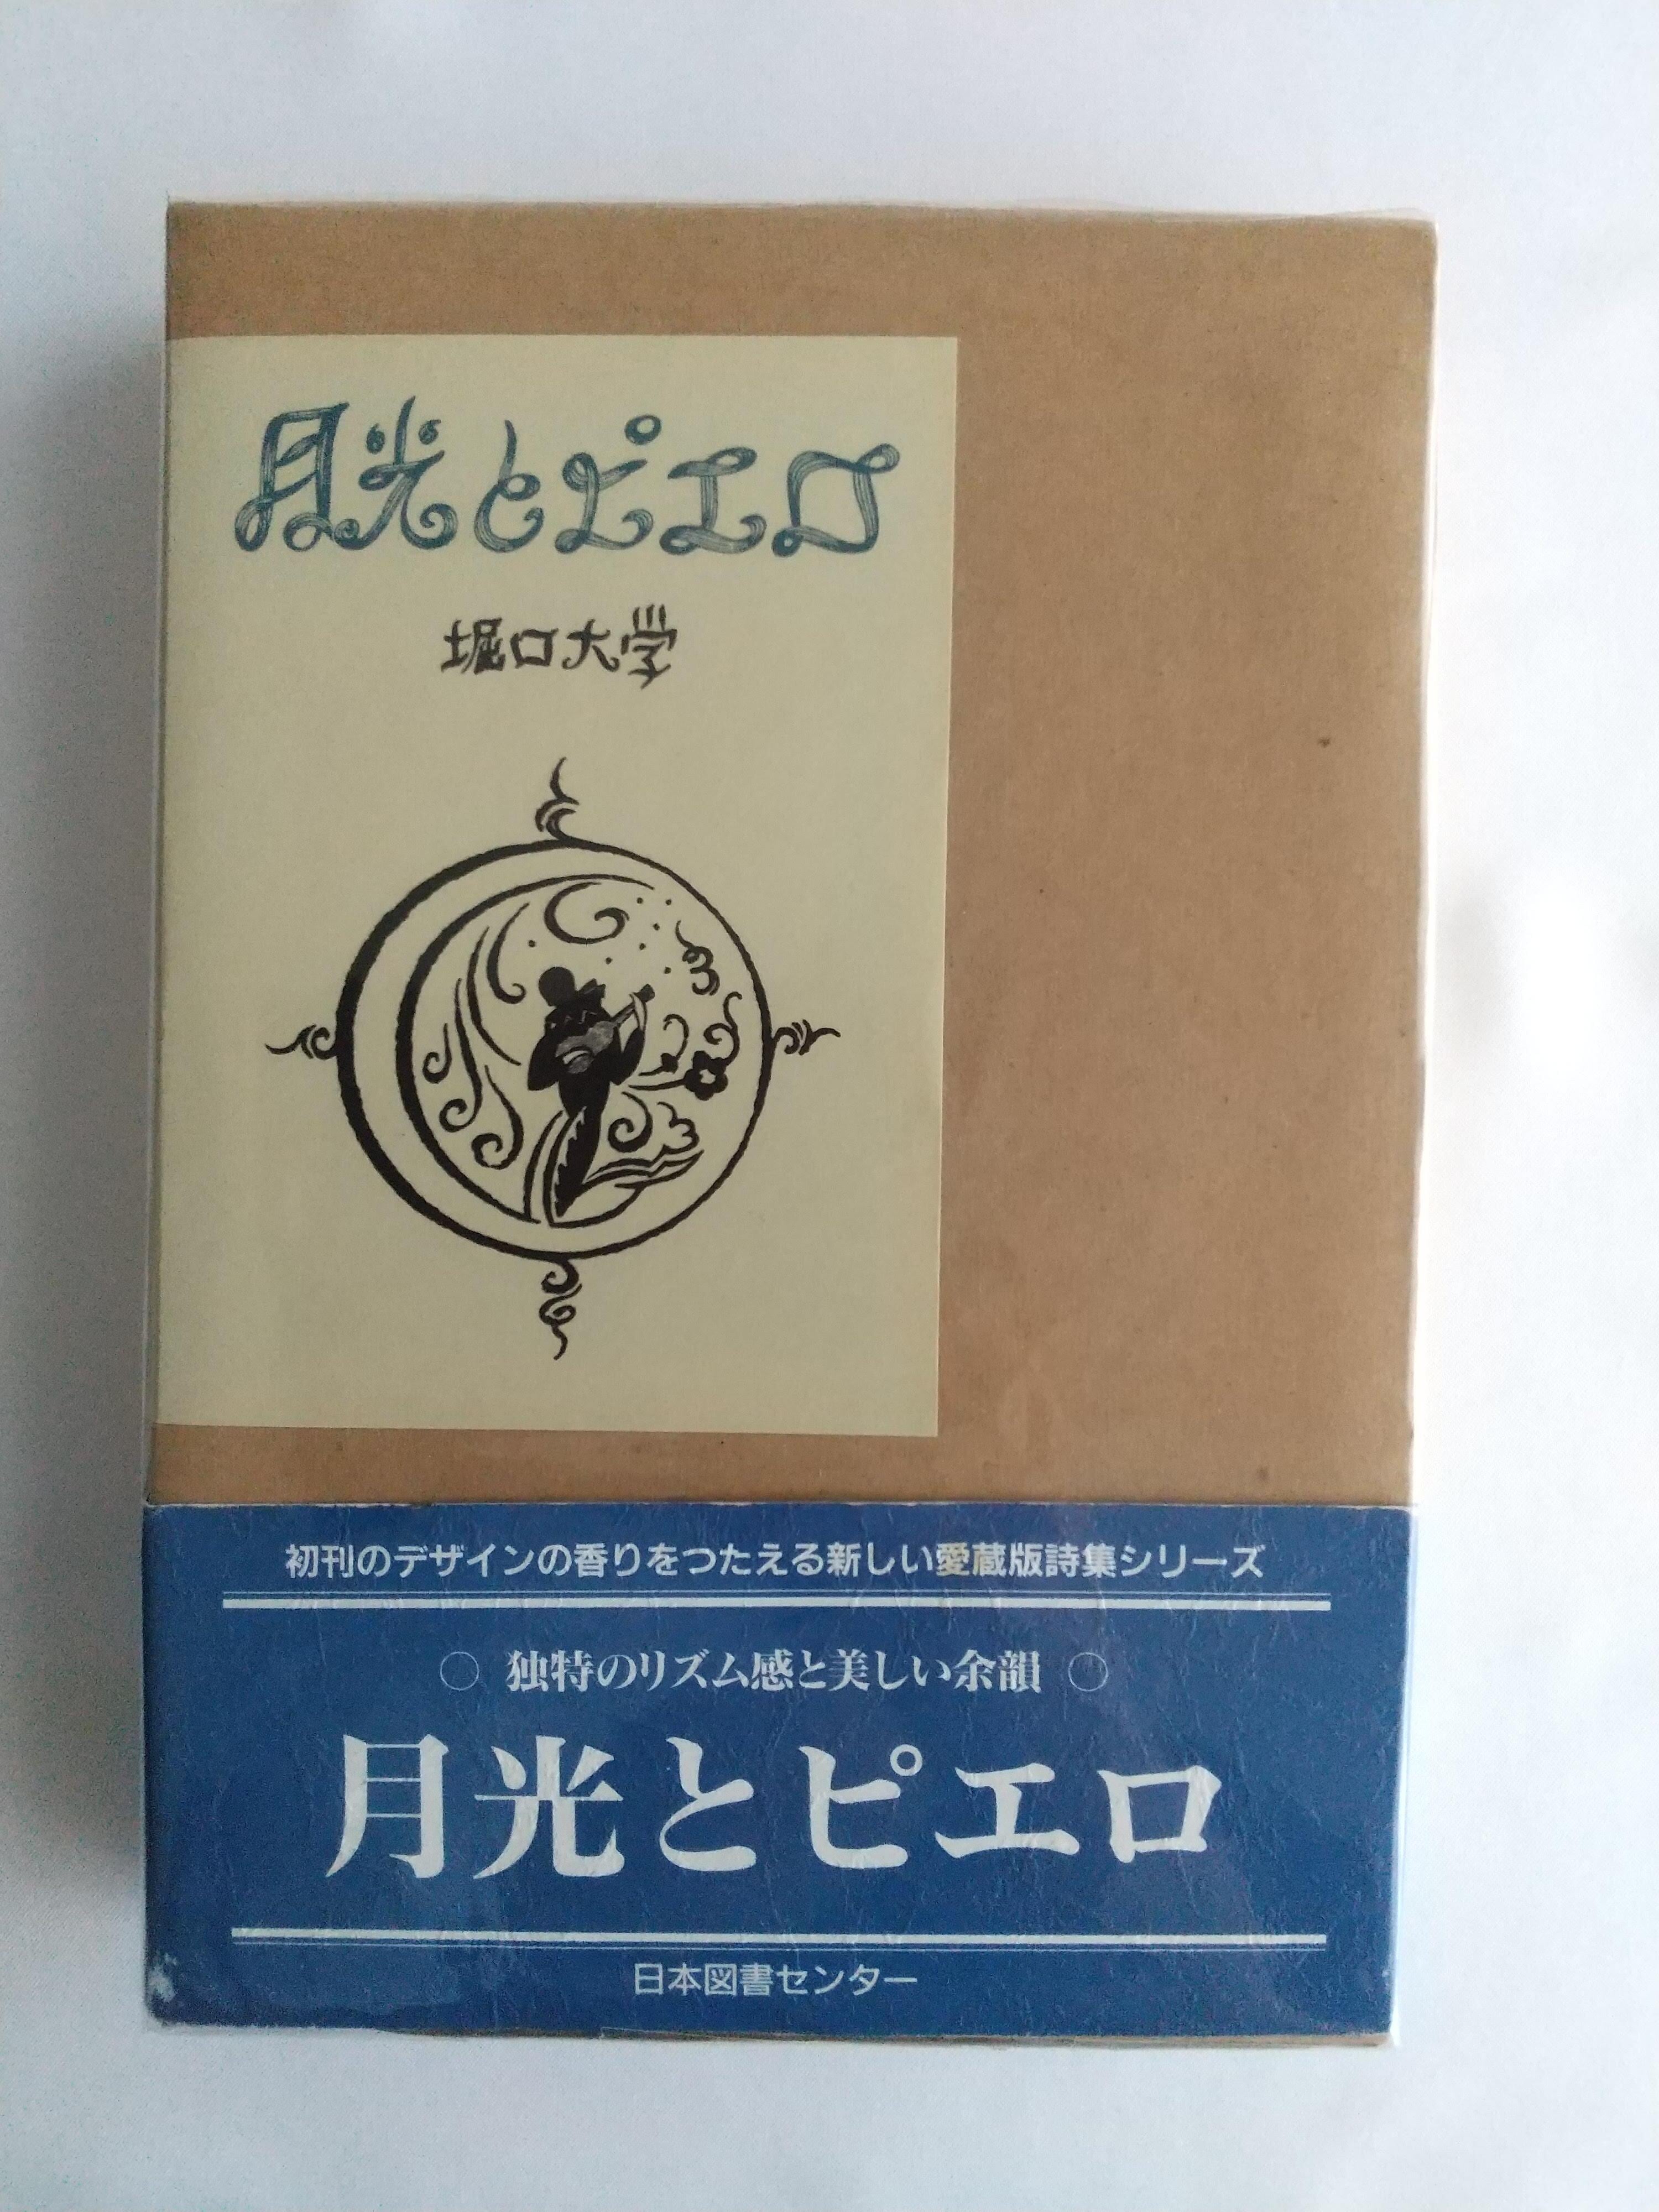 月光とピエロ
堀口大学
初刊のデザインの香りをつたえる新しい愛蔵版詩集シリーズ
○ 独特のリズム感と美しい余韻 ○
月光とピエロ
日本図書センター